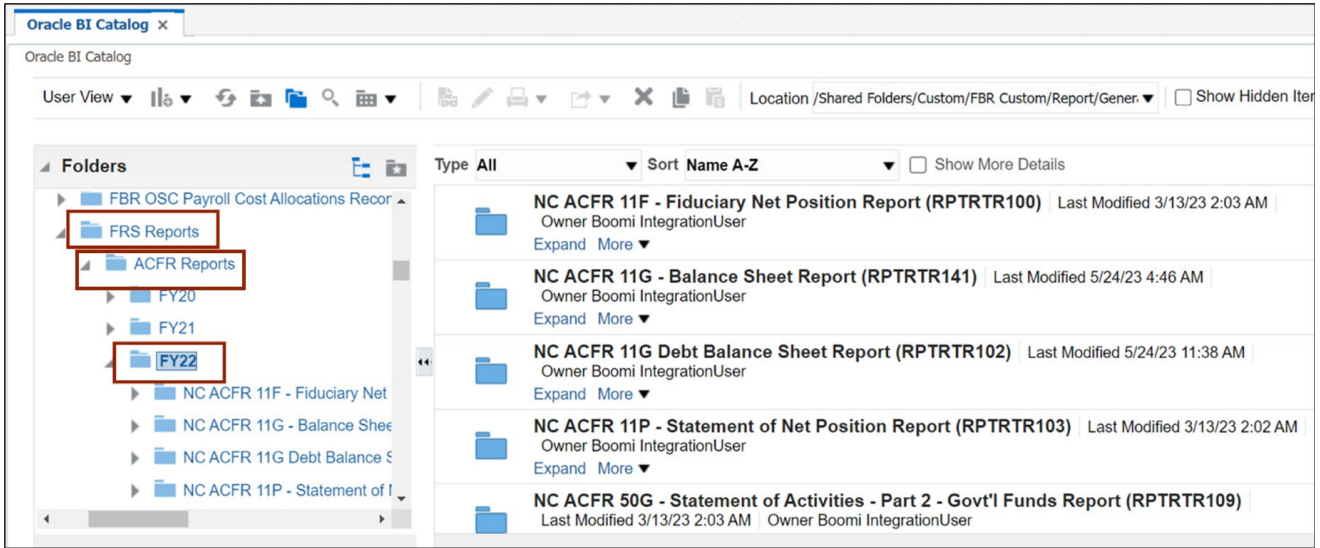 Oracle BI Catalog
Oracle BI Catalog
User View
Location /Shared Folders/Custom/FBR Custom/Report/Gener
Show Hidden Iter
Folders
Type All Sort Name A-Z Show More Details
FBR OSC Payroll Cost Allocations Recor
FRS Reports
ACFR Reports
FY20
FY21
FY22
NC ACFR 11F - Fiduciary Net
NC ACFR 11G - Balance Shee
NC ACFR 11G Debt Balance S
NC ACFR 11P - Statement of
NC ACFR 11F - Fiduciary Net Position Report (RPTRTR100) Last Modified 3/13/23 2:03 AM
Owner Boomi IntegrationUser
Expand More
NC ACFR 11G - Balance Sheet Report (RPTRTR141) Last Modified 5/24/23 4:46 AM
Owner Boomi IntegrationUser
Expand More
NC ACFR 11G Debt Balance Sheet Report (RPTRTR102) Last Modified 5/24/23 11:38 AM
Owner Boomi IntegrationUser
Expand More
NC ACFR 11P - Statement of Net Position Report (RPTRTR103) Last Modified 3/13/23 2:02 AM
Owner Boomi IntegrationUser
Expand More
NC ACFR 50G - Statement of Activities - Part 2 - Govt'l Funds Report (RPTRTR109)
Last Modified 3/13/23 2:03 AM Owner Boomi IntegrationUser